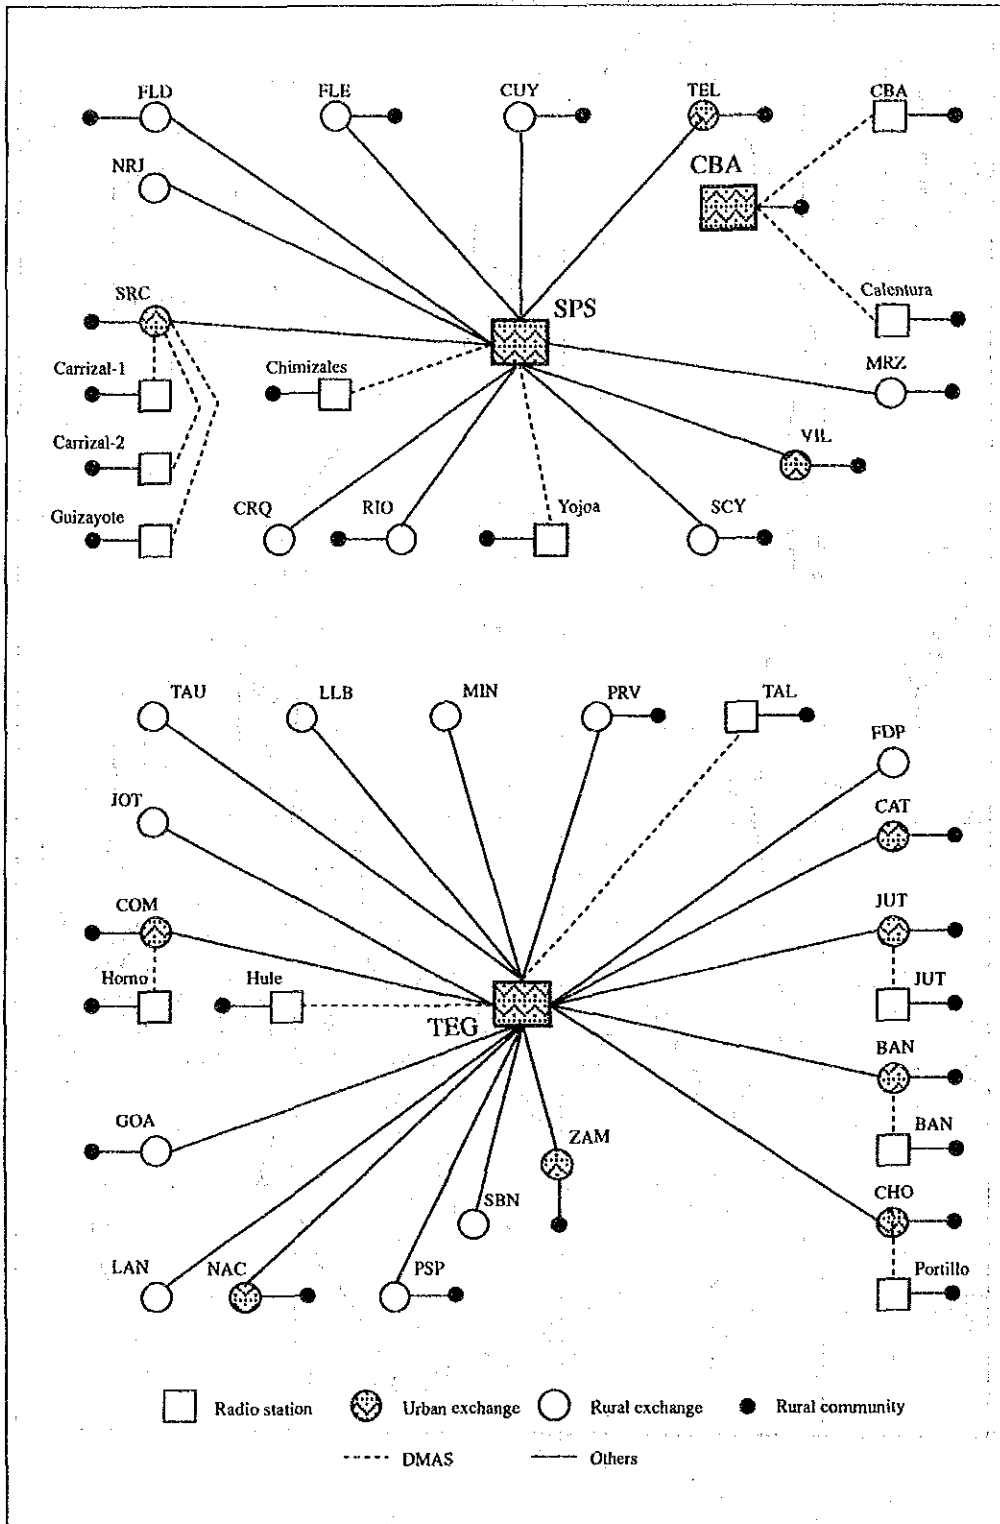 FLD
FLE
CUY
TEL
CBA
NRJ
CBA
SRC
SPS
Calentura
Carrizal-1
Chimizales
MRZ
Carrizal-2
VIL
Guizayote
CRQ
RIO
Yojoa
SCY
TAU
LLB
MIN
PRV
TAL
FDP
JOT
CAT
COM
JUT
Horno
Hule
JUT
TEG
BAN
GOA
ZAM
BAN
SBN
CHO
LAN
NAC
PSP
Portillo
Radio station
Urban exchange
Rural exchange
Rural community
DMAS
Others